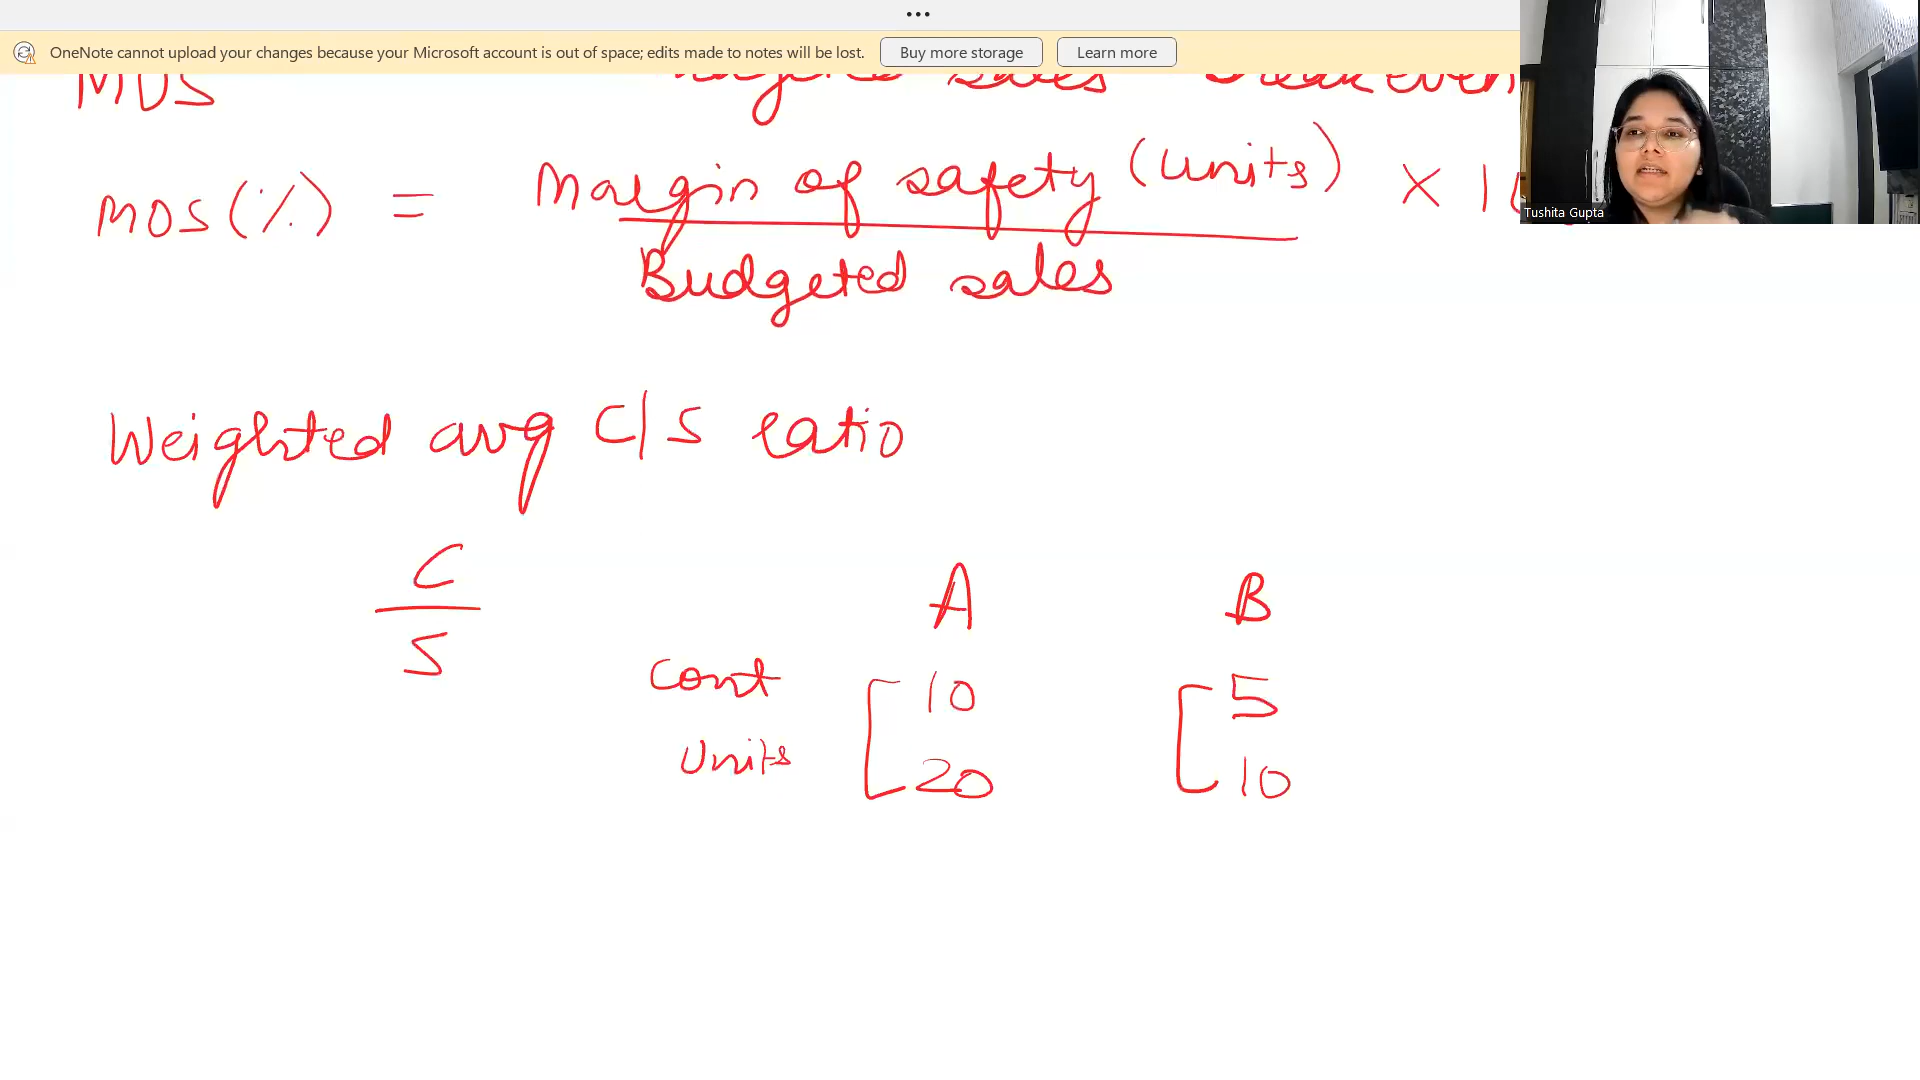 •••
OneNote cannot upload your changes because your Microsoft account is out of space; edits made to notes will be lost. Buy more storage Learn more
MOS sales
MOS (%) = Margin of safety (units) × 1
Budgeted sales
Tushita Gupta
Weighted avg C/S ratio
C
S
A B
Cont 10 5
Units 20 10